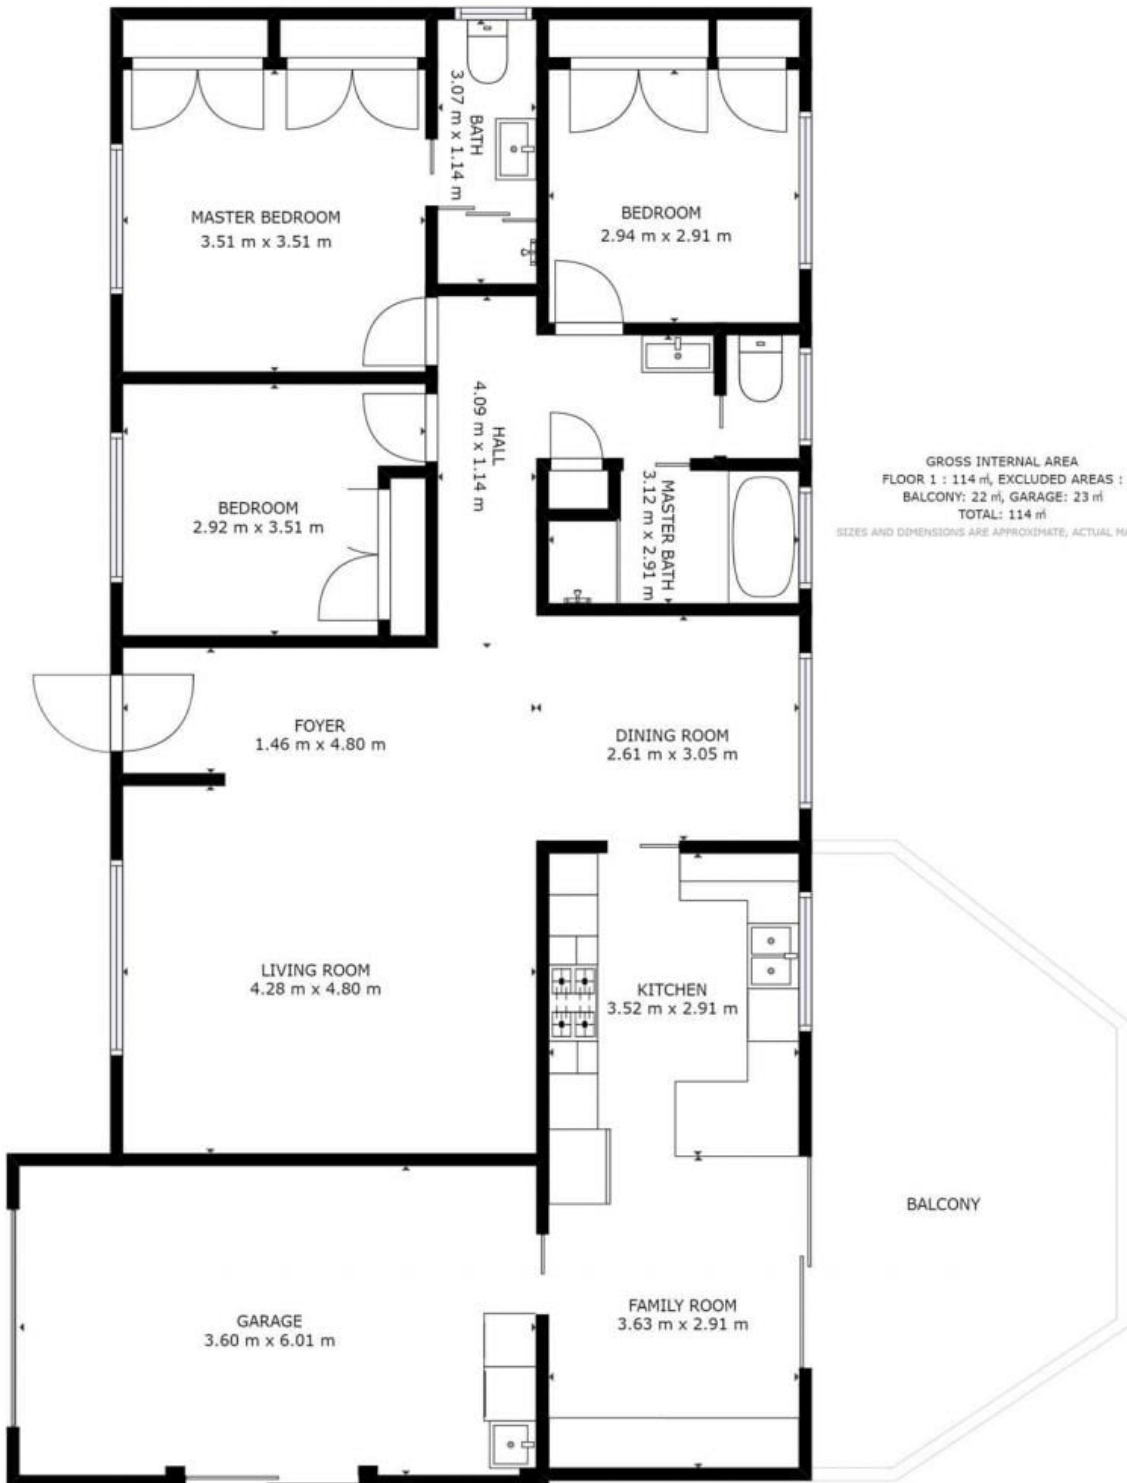 BATH
3.07 m x 1.14 m
MASTER BEDROOM
3.51 m x 3.51 m
BEDROOM
2.94 m x 2.91 m
HALL
4.09 m x 1.14 m
BEDROOM
2.92 m x 3.51 m
MASTER BATH
3.12 m x 2.91 m
GROSS INTERNAL AREA
FLOOR 1 : 114 ㎡, EXCLUDED AREAS :
BALCONY: 22 ㎡, GARAGE: 23 ㎡
TOTAL: 114 ㎡
SIZES AND DIMENSIONS ARE APPROXIMATE, ACTUAL
FOYER
1.46 m x 4.80 m
DINING ROOM
2.61 m x 3.05 m
LIVING ROOM
4.28 m x 4.80 m
KITCHEN
3.52 m x 2.91 m
BALCONY
GARAGE
3.60 m x 6.01 m
FAMILY ROOM
3.63 m x 2.91 m